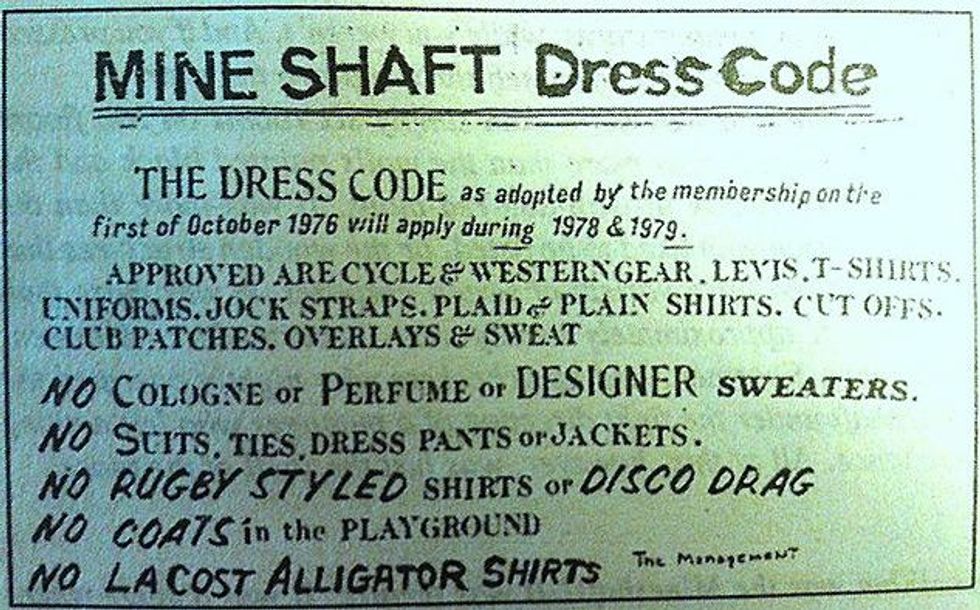 MINE SHAFT Dress Code
THE DRESS CODE as adopted by the membership on the
first of October 1976 will apply during 1978 & 1979.
APPROVED ARE CYCLE & WESTERN GEAR. LEVIS. T-SHIRTS.
UNIFORMS. JOCK STRAPS. PLAID & PLAIN SHIRTS. CUT OFFS.
CLUB PATCHES. OVERLAYS & SWEAT
NO COLOGNE or PERFUME or DESIGNER SWEATERS.
NO SUITS, TIES, DRESS PANTS or JACKETS.
NO RUGBY STYLED SHIRTS or DISCO DRAG
NO COATS in the PLAYGROUND
NO LACOST ALLIGATOR SHIRTS The Management